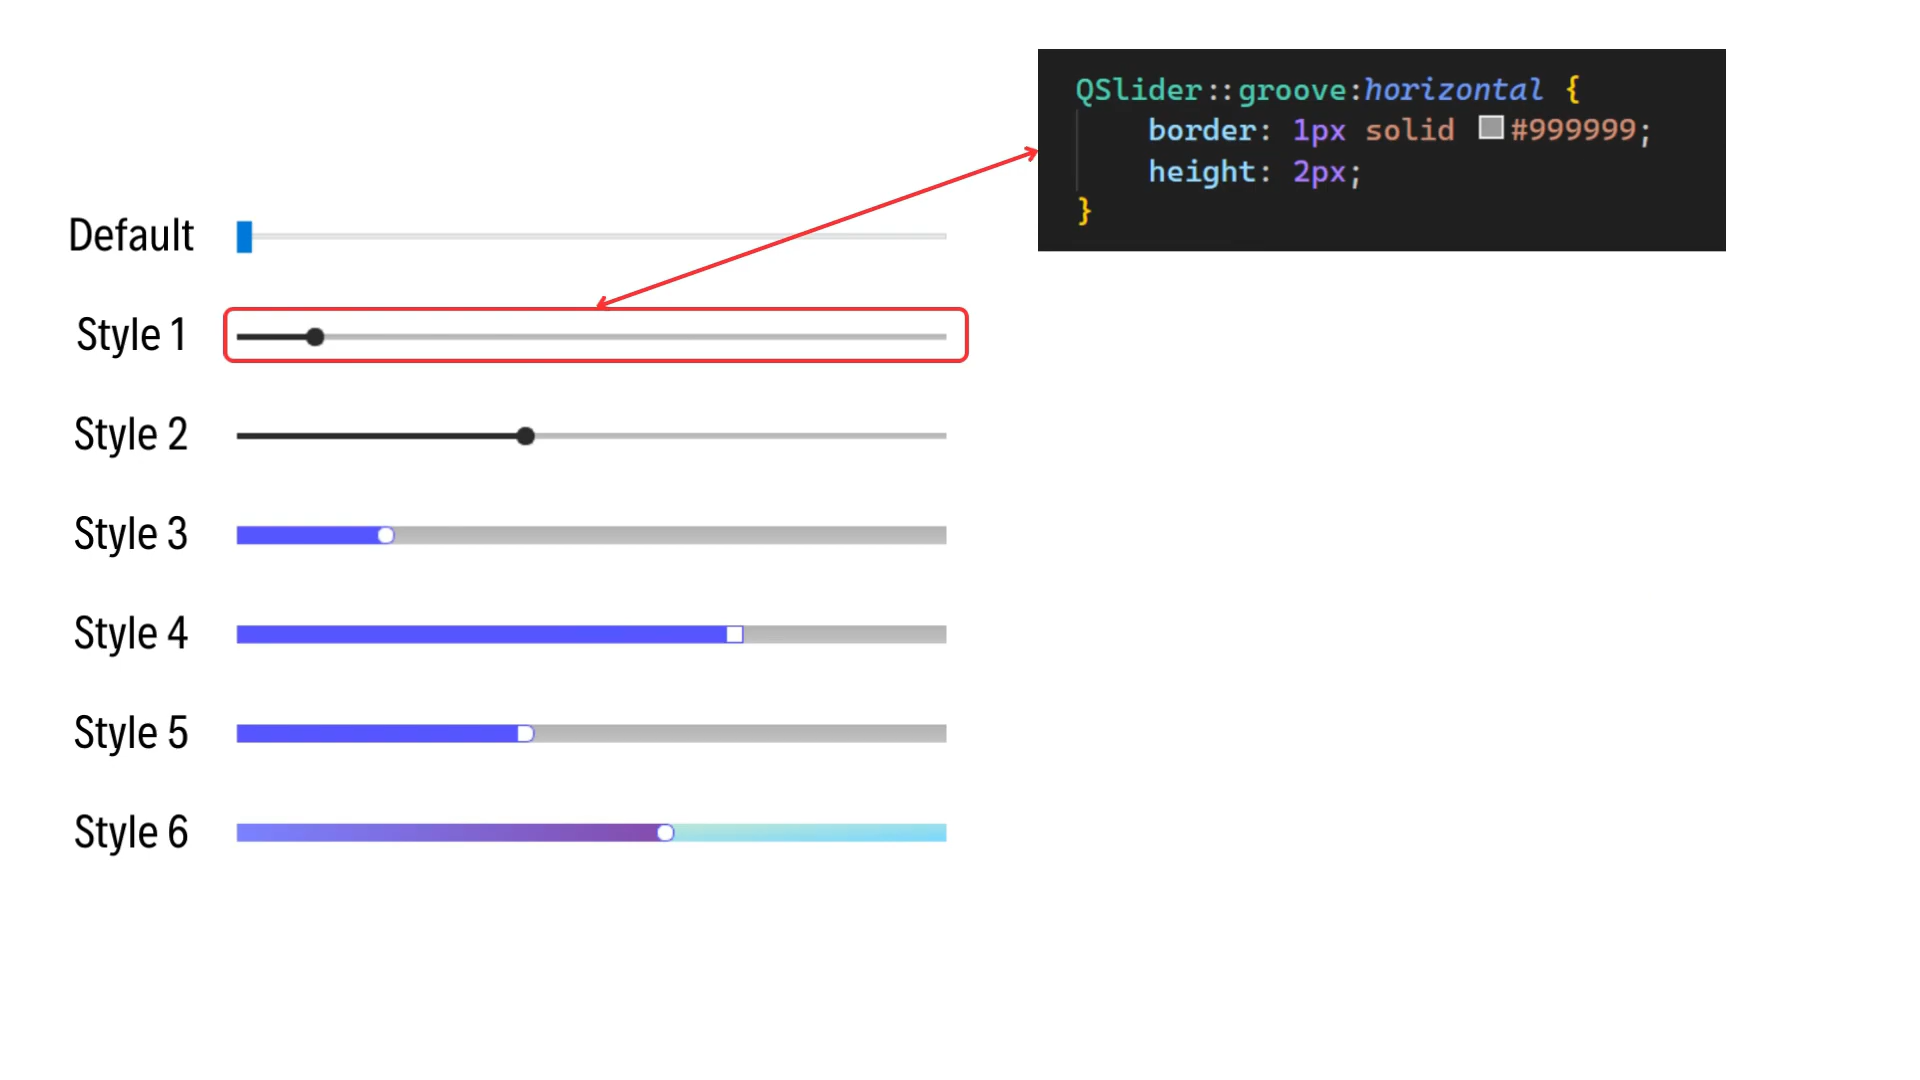 QSlider::groove:horizontal {
border: 1px solid #999999;
height: 2px;
}
Default
Style 1
Style 2
Style 3
Style 4
Style 5
Style 6